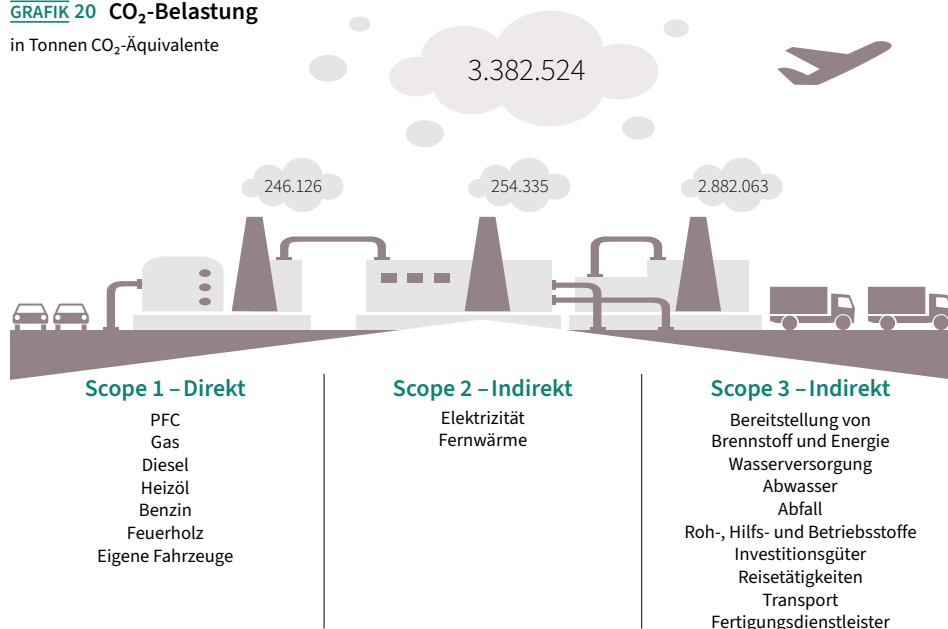 GRAFIK 20 CO₂-Belastung
in Tonnen CO₂-Äquivalente
3.382.524
246.126
254.335
2.882.063
Scope 1 – Direkt
PFC
Gas
Diesel
Heizöl
Benzin
Feuerholz
Eigene Fahrzeuge
Scope 2 – Indirekt
Elektrizität
Fernwärme
Scope 3 – Indirekt
Bereitstellung von
Brennstoff und Energie
Wasserversorgung
Abwasser
Abfall
Roh-, Hilfs- und Betriebsstoffe
Investitionsgüter
Reisetätigkeiten
Transport
Fertigungsdienstleister